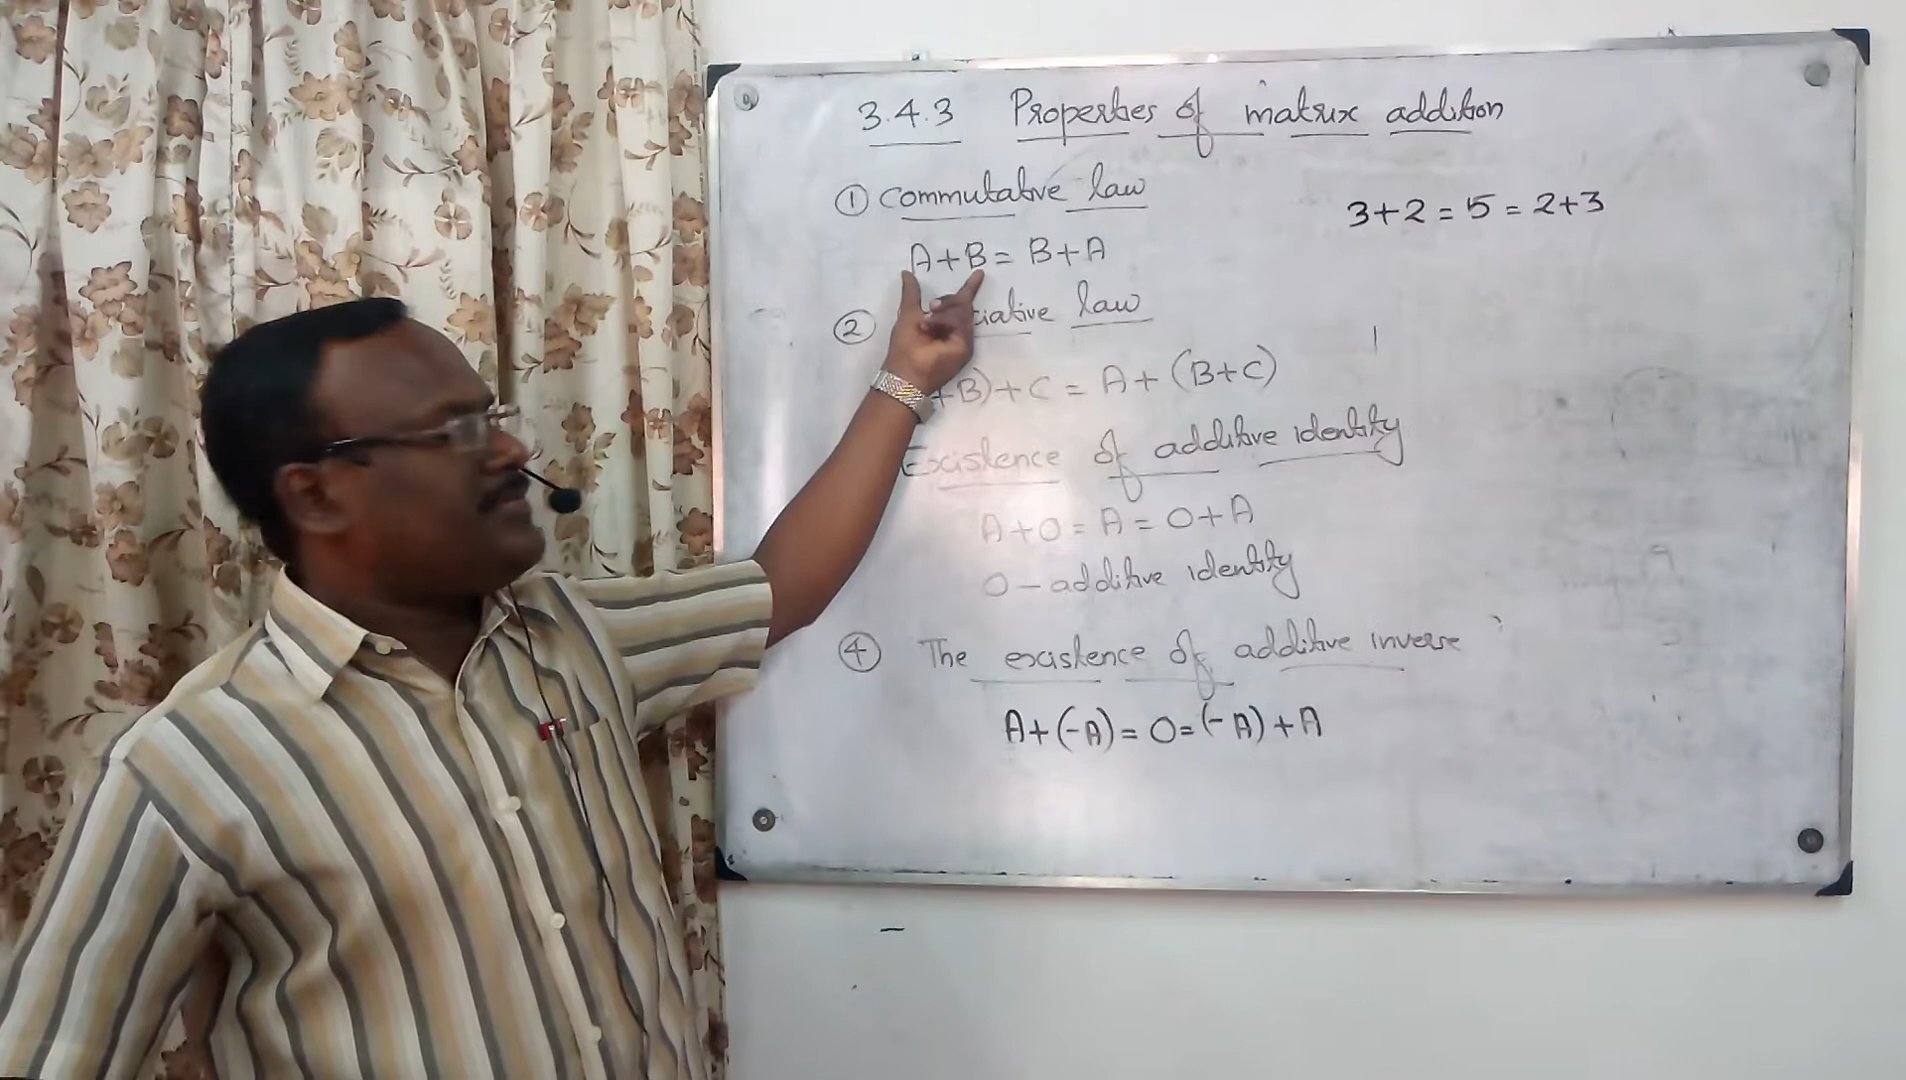 3.4.3 Properties of matrix addition
① Commutative law
3+2 = 5 = 2+3
A+B = B+A
② ciative law
+B)+C = A+(B+C)
Existence of additive identity
A+O = A = O+A
O – additive identity
④ The existence of additive inverse
A+(-A) = O = (-A)+A